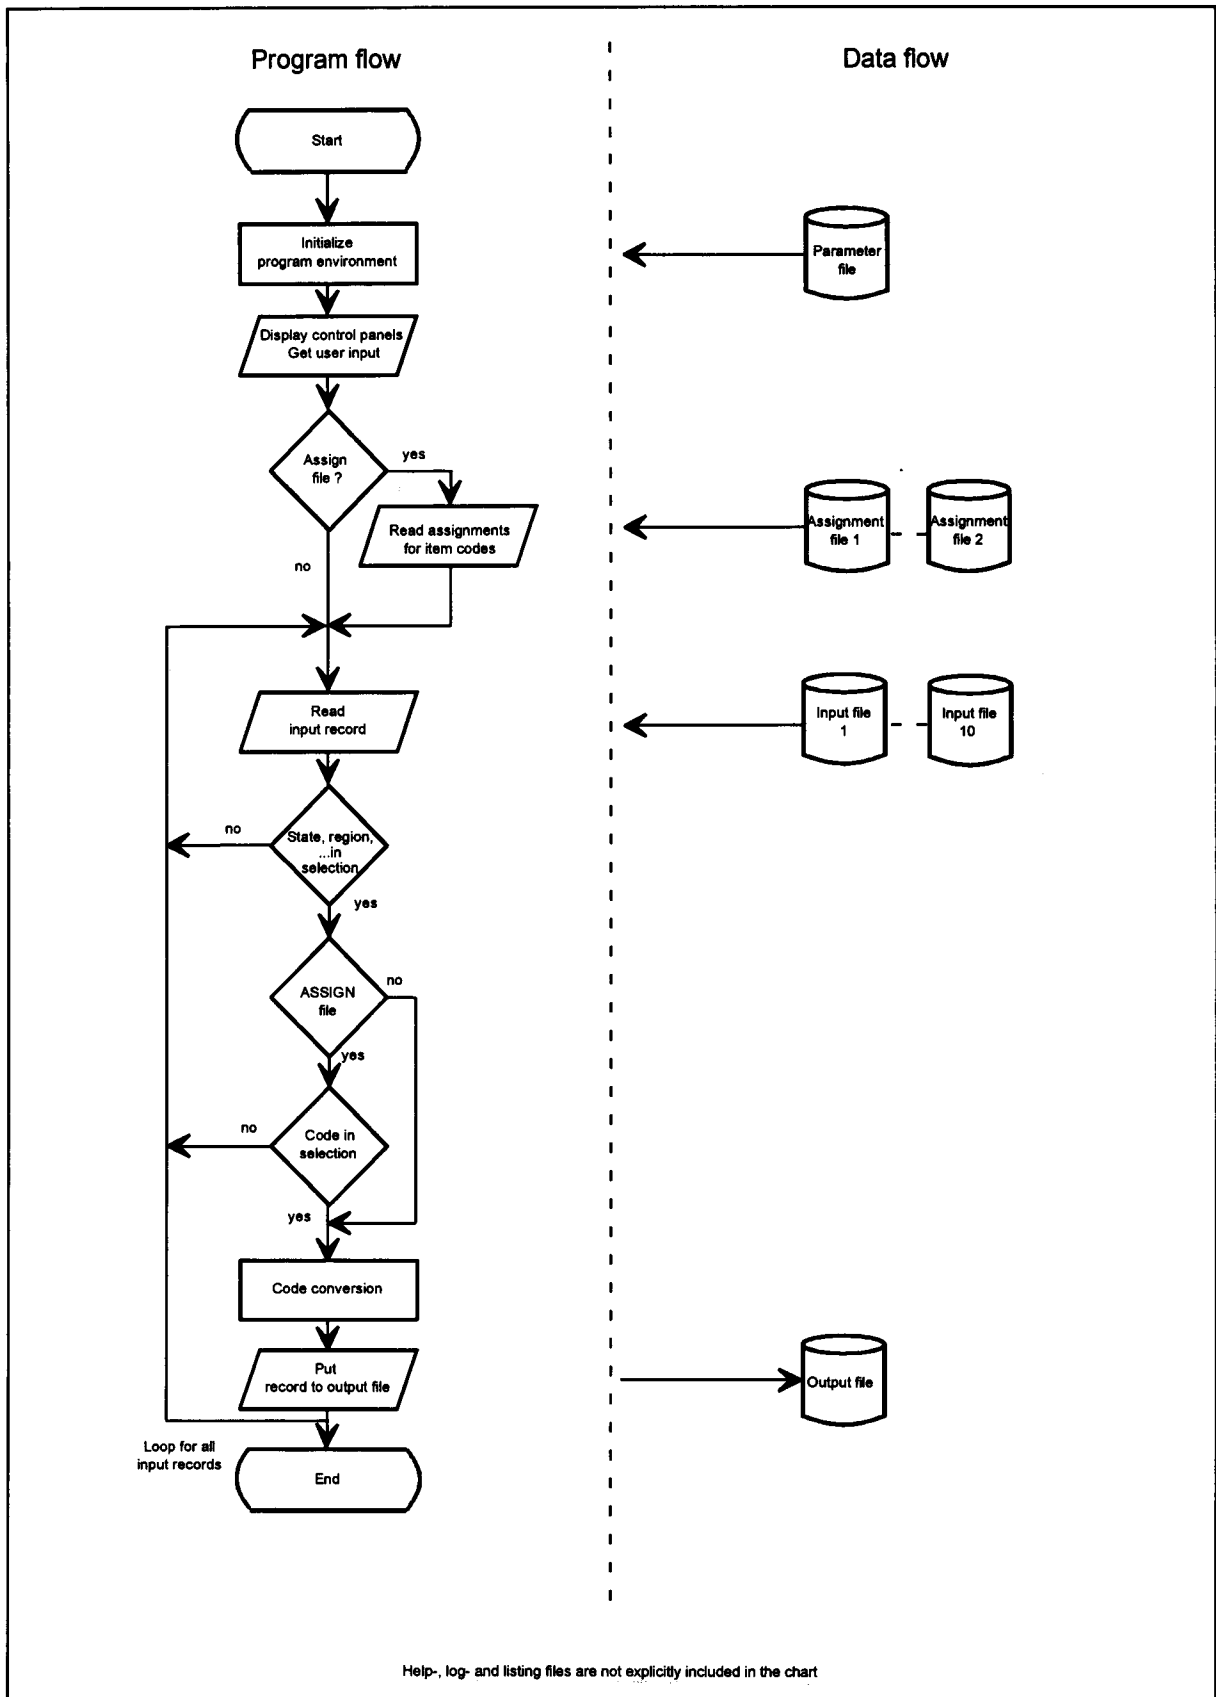 Program flow
Data flow
Start
Initialize
program environment
Parameter
file
Display control panels
Get user input
Assign
file ?
yes
no
Read assignments
for item codes
Assignment
file 1
Assignment
file 2
Read
input record
Input file
1
Input file
10
State, region,
...in
selection
no
yes
ASSIGN
file
no
yes
Code in
selection
no
yes
Code conversion
Put
record to output file
Output file
Loop for all
input records
End
Help-, log- and listing files are not explicitly included in the chart